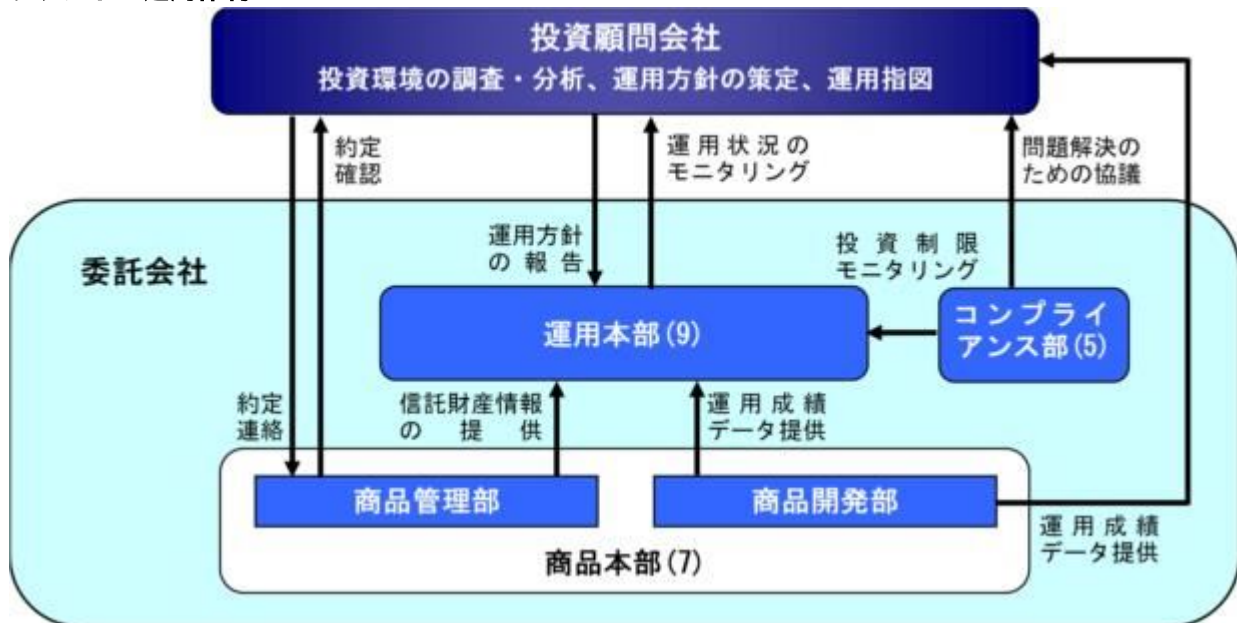 投資顧問会社
投資環境の調査・分析、運用方針の策定、運用指図
約定
確認
運用状況の
モニタリング
問題解決の
ための協議
運用方針
の報告
投資制限
モニタリング
委託会社
運用本部(9)
コンプライ
アンス部(5)
約定
連絡
信託財産情報
の提供
運用成績
データ提供
商品管理部
商品開発部
運用成績
データ提供
商品本部(7)